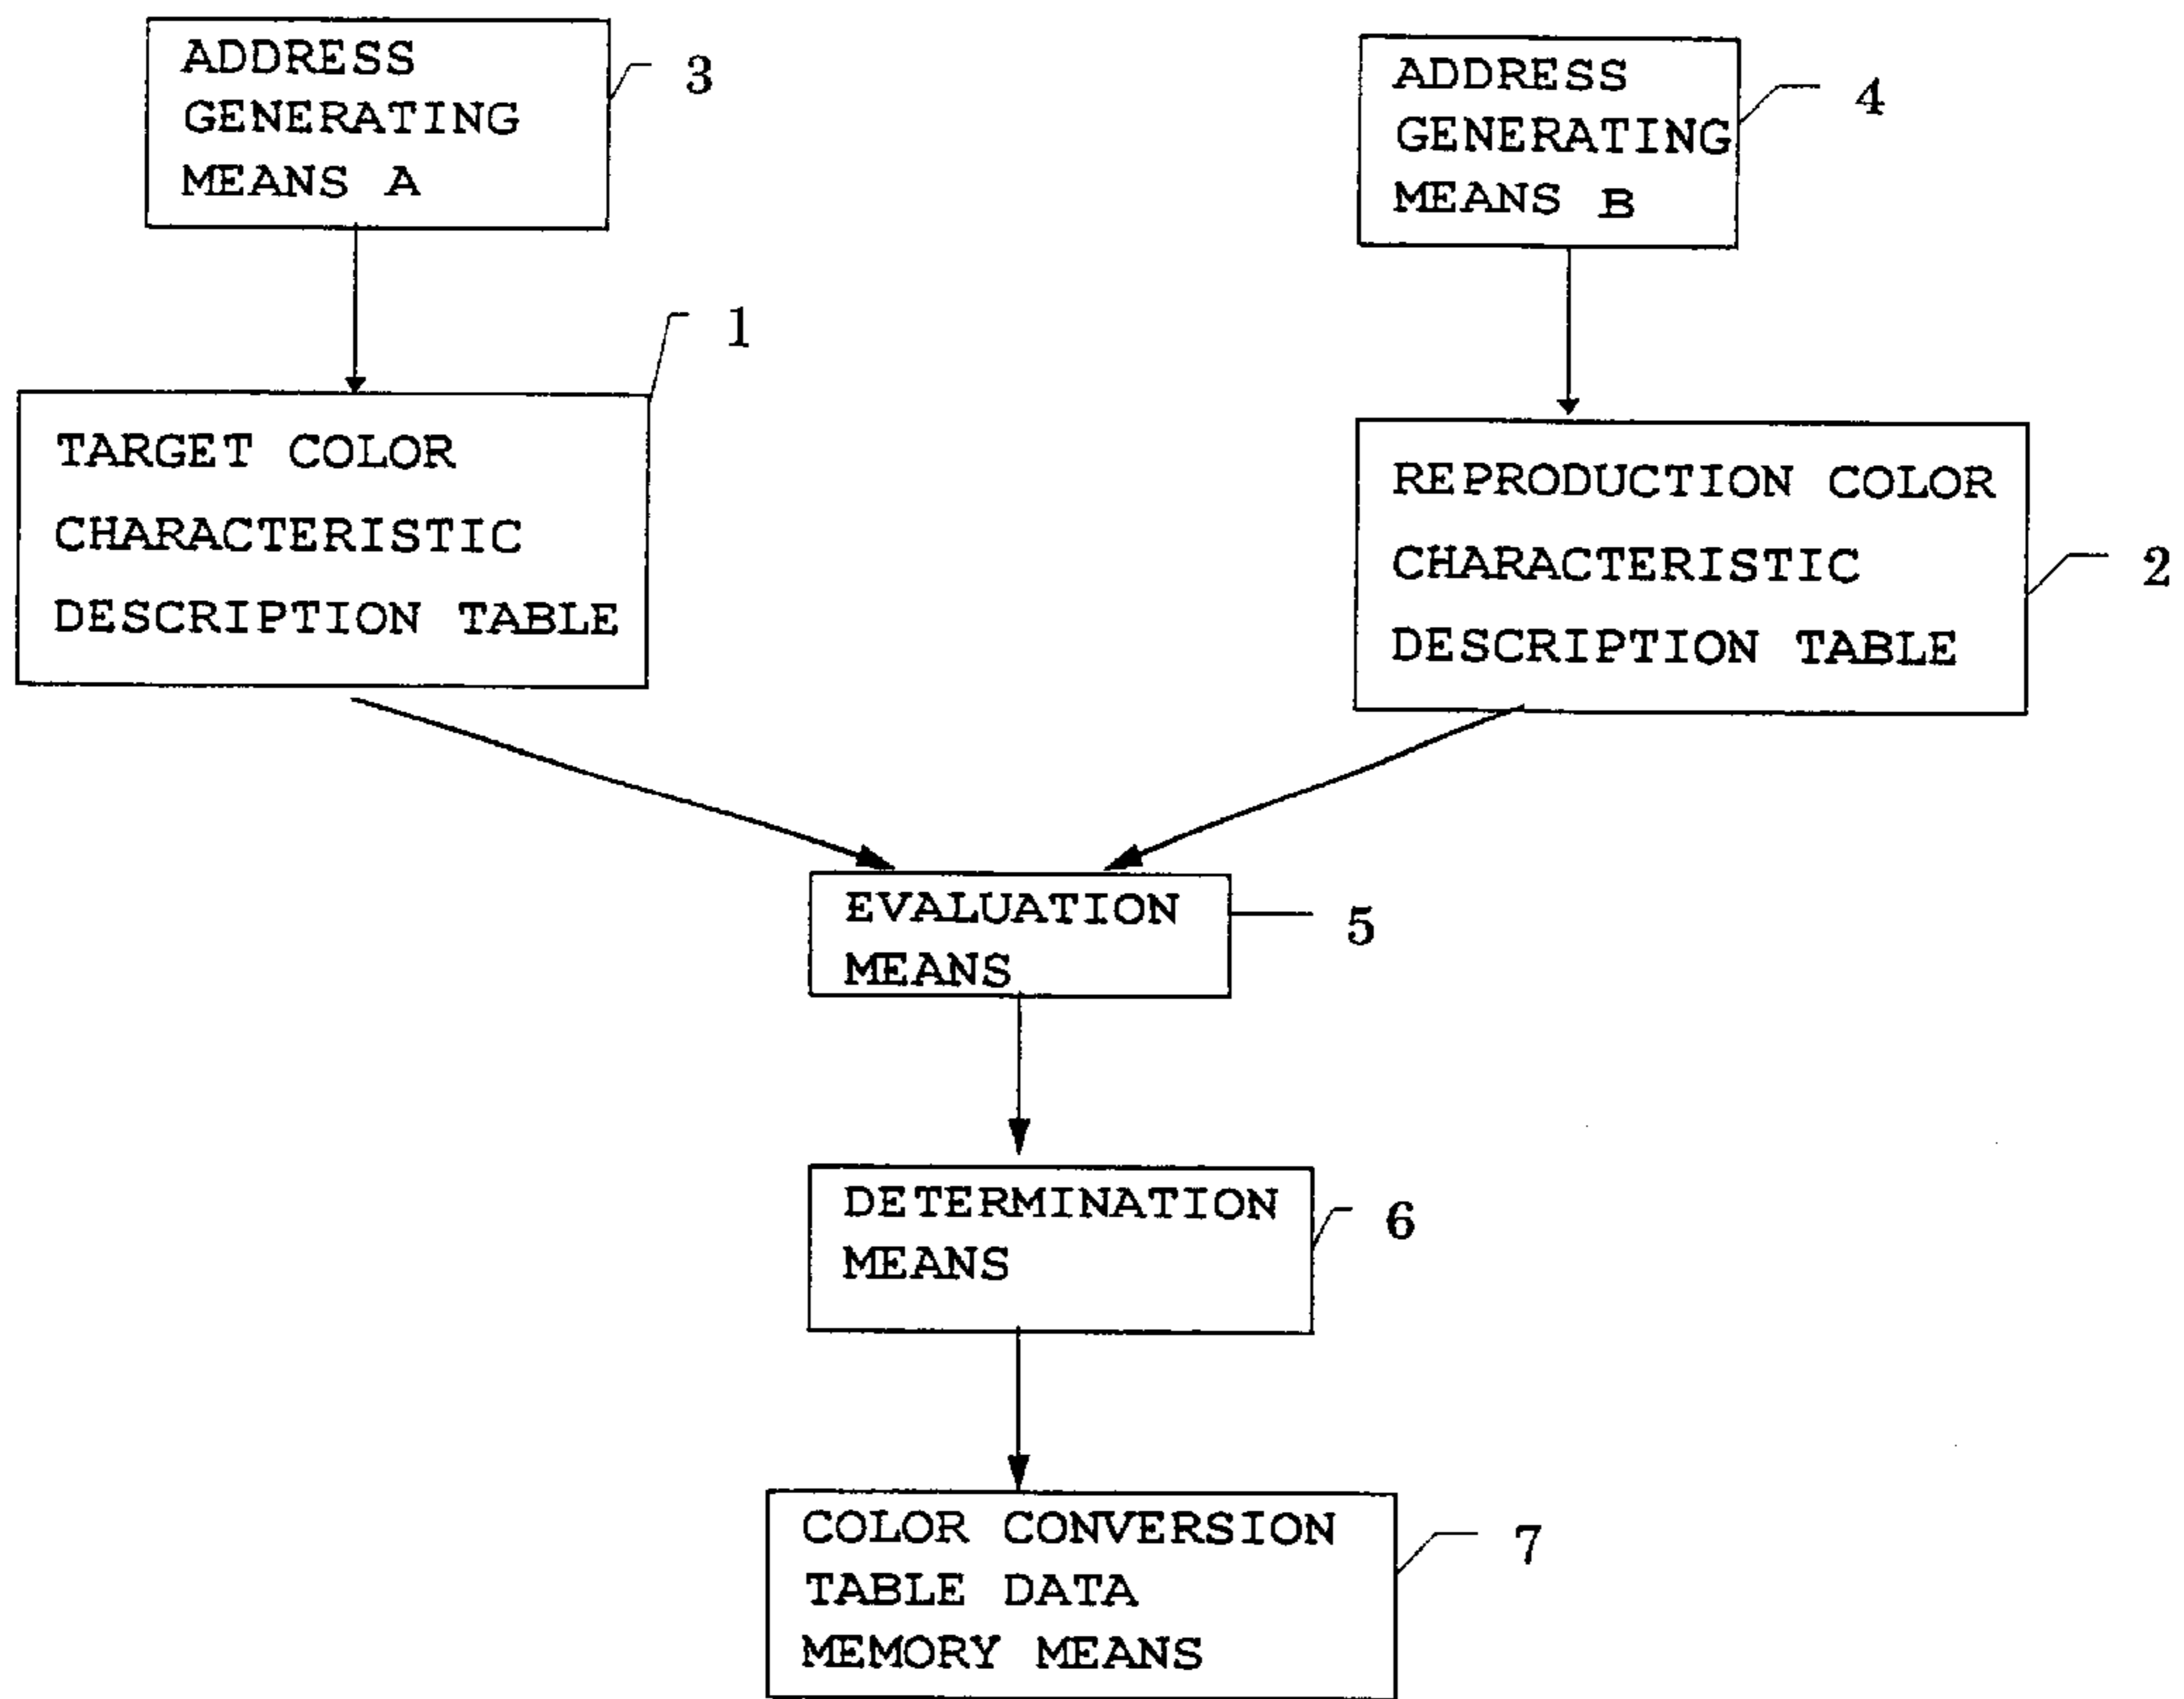 ADDRESS
GENERATING
MEANS A
3
ADDRESS
GENERATING
MEANS B
4
TARGET COLOR
CHARACTERISTIC
DESCRIPTION TABLE
1
REPRODUCTION COLOR
CHARACTERISTIC
DESCRIPTION TABLE
2
EVALUATION
MEANS
5
DETERMINATION
MEANS
6
COLOR CONVERSION
TABLE DATA
MEMORY MEANS
7